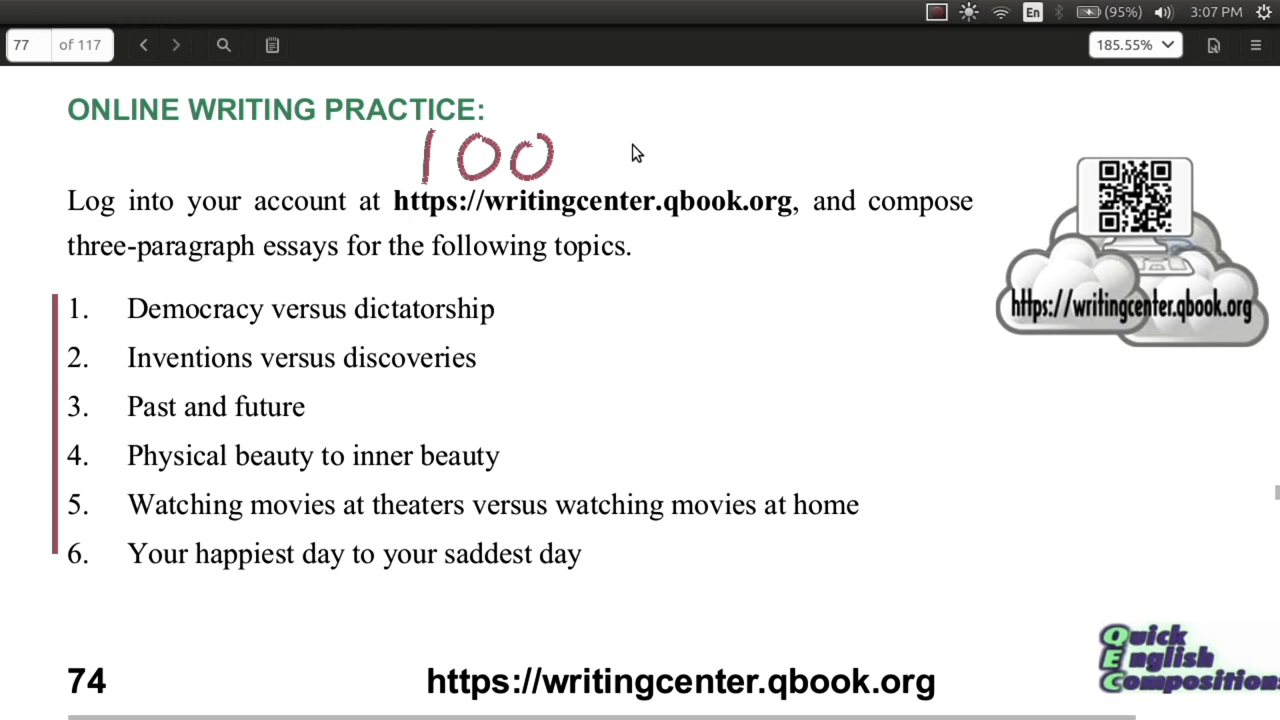 En (95%) 3:07 PM
77 of 117 185.55%
ONLINE WRITING PRACTICE:
100
Log into your account at https://writingcenter.qbook.org, and compose
three-paragraph essays for the following topics.
https://writingcenter.qbook.org
1. Democracy versus dictatorship
2. Inventions versus discoveries
3. Past and future
4. Physical beauty to inner beauty
5. Watching movies at theaters versus watching movies at home
6. Your happiest day to your saddest day
Quick
English
Compositions
74 https://writingcenter.qbook.org